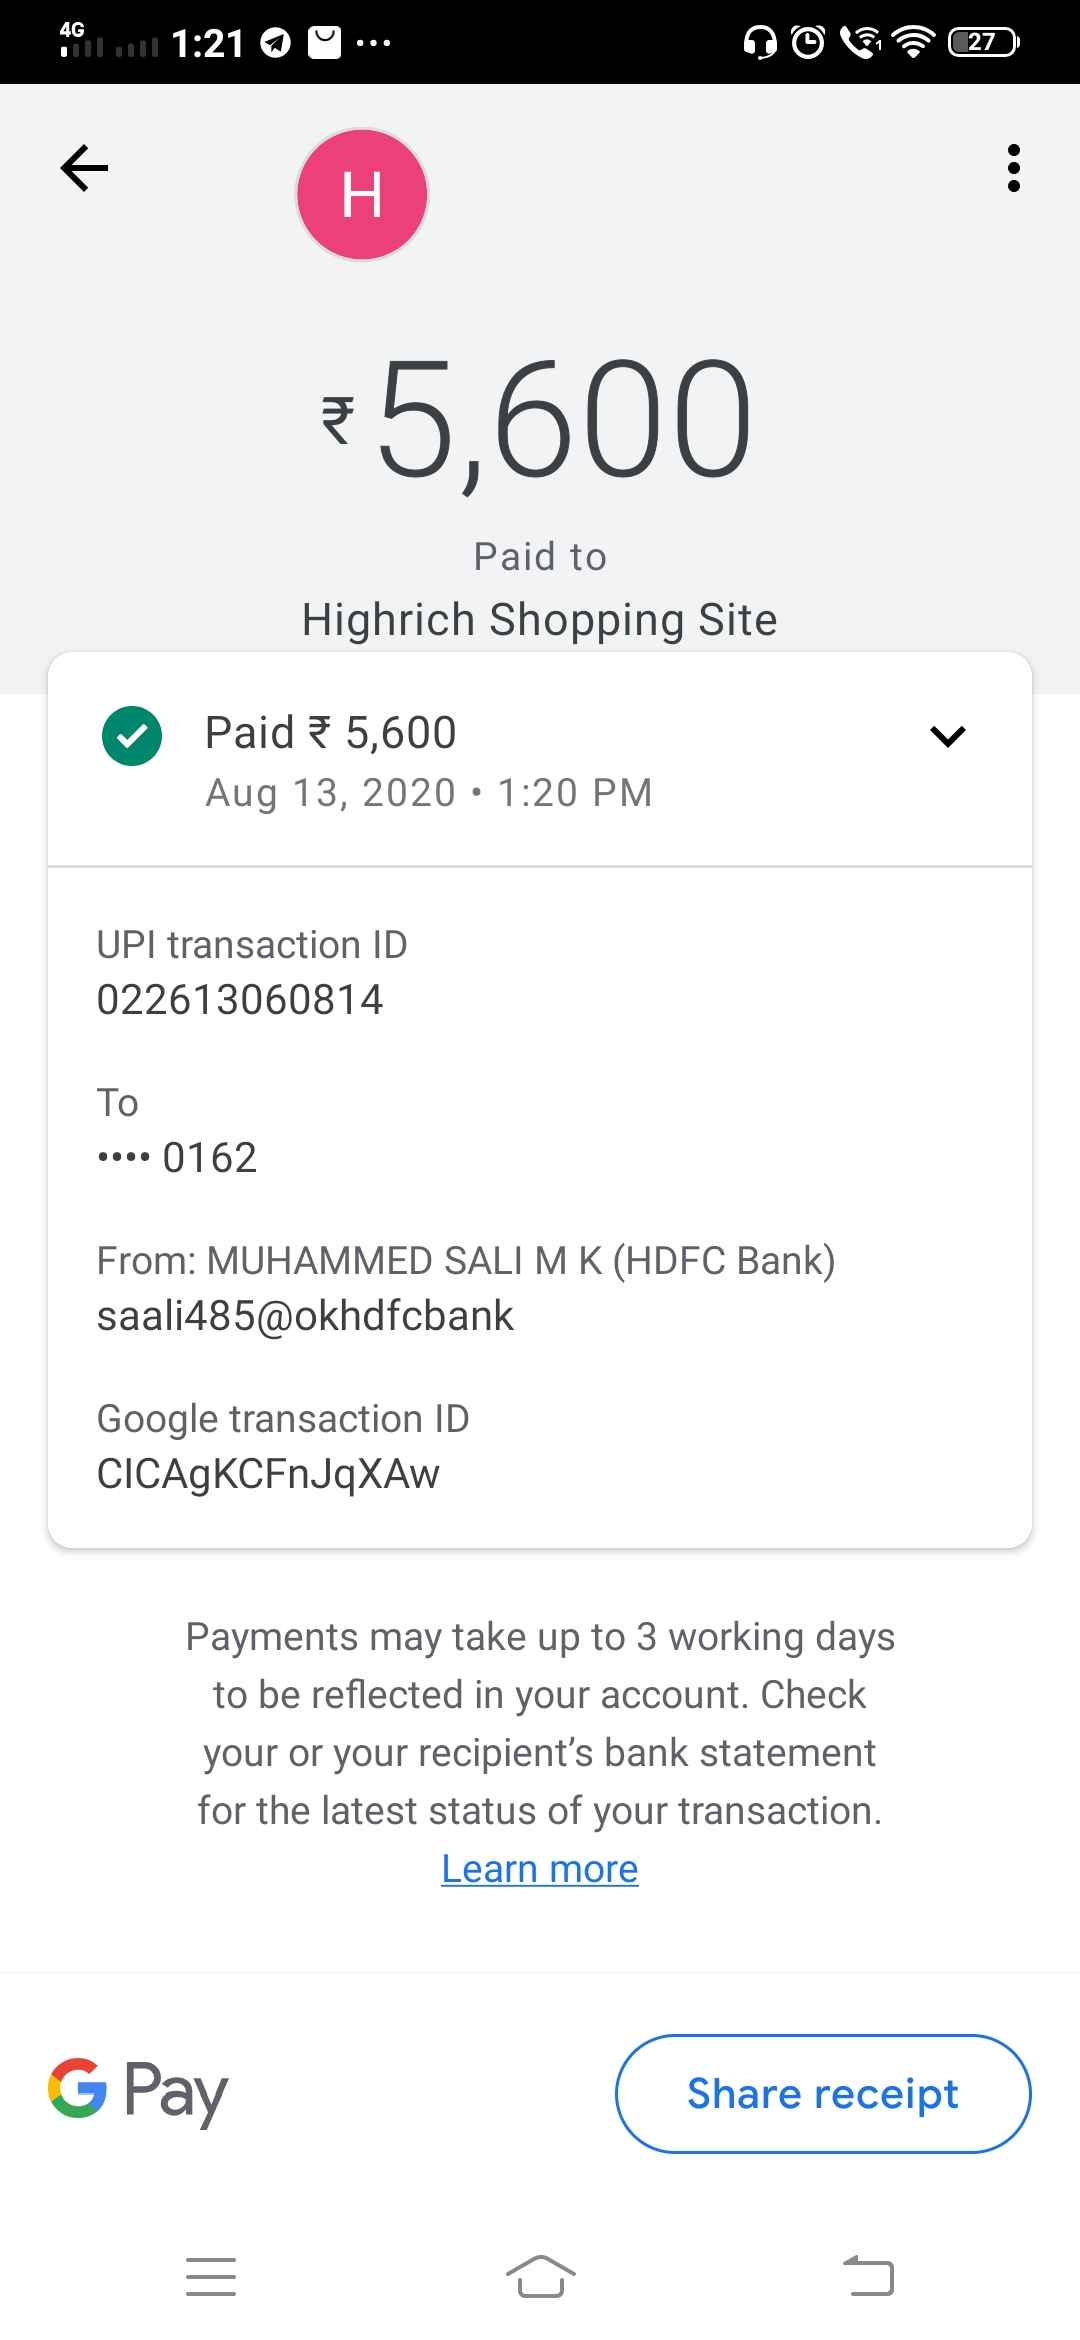 4G 1:21 27
H
₹5,600
Paid to
Highrich Shopping Site
Paid ₹ 5,600
Aug 13, 2020 • 1:20 PM
UPI transaction ID
022613060814
To
•••• 0162
From: MUHAMMED SALI M K (HDFC Bank)
saali485@okhdfcbank
Google transaction ID
CICAgKCFnJqXAw
Payments may take up to 3 working days
to be reflected in your account. Check
your or your recipient’s bank statement
for the latest status of your transaction.
Learn more
G Pay
Share receipt